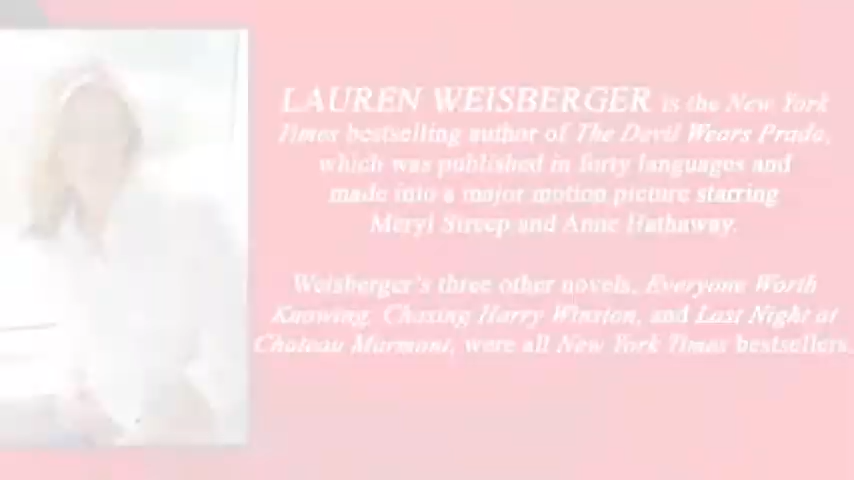 LAUREN WEISBERGER is the New York
Times bestselling author of The Devil Wears Prada,
which was published in forty languages and
made into a major motion picture starring
Meryl Streep and Anne Hathaway.
Weisberger's three other novels, Everyone Worth
Knowing, Chasing Harry Winston, and Last Night at
Chateau Marmont, were all New York Times bestsellers.